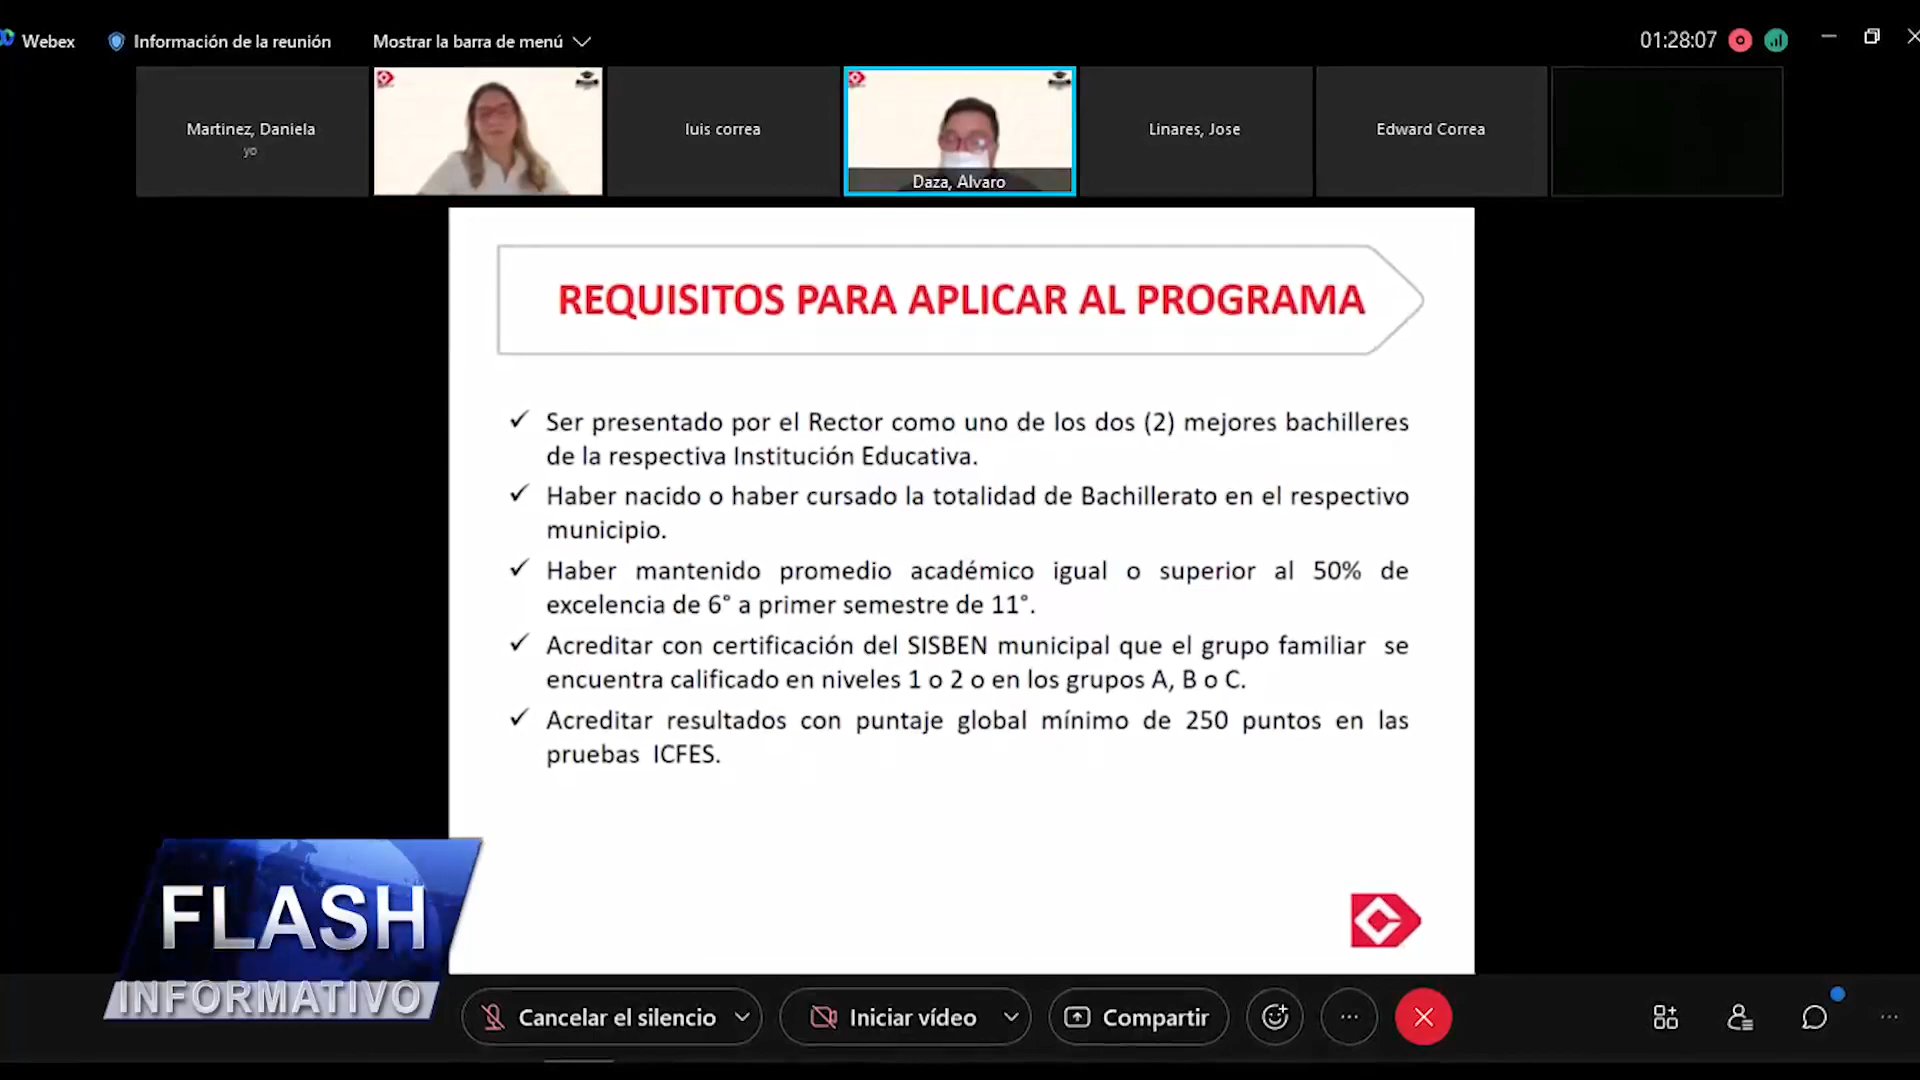 Webex
Información de la reunión
Mostrar la barra de menú
01:28:07
Martinez, Daniela
yo
luis correa
Daza, Alvaro
Linares, Jose
Edward Correa
REQUISITOS PARA APLICAR AL PROGRAMA
Ser presentado por el Rector como uno de los dos (2) mejores bachilleres
de la respectiva Institución Educativa.
Haber nacido o haber cursado la totalidad de Bachillerato en el respectivo
municipio.
Haber mantenido promedio académico igual o superior al 50% de
excelencia de 6° a primer semestre de 11°.
Acreditar con certificación del SISBEN municipal que el grupo familiar se
encuentra calificado en niveles 1 o 2 o en los grupos A, B o C.
Acreditar resultados con puntaje global mínimo de 250 puntos en las
pruebas ICFES.
FLASH
INFORMATIVO
Cancelar el silencio
Iniciar vídeo
Compartir